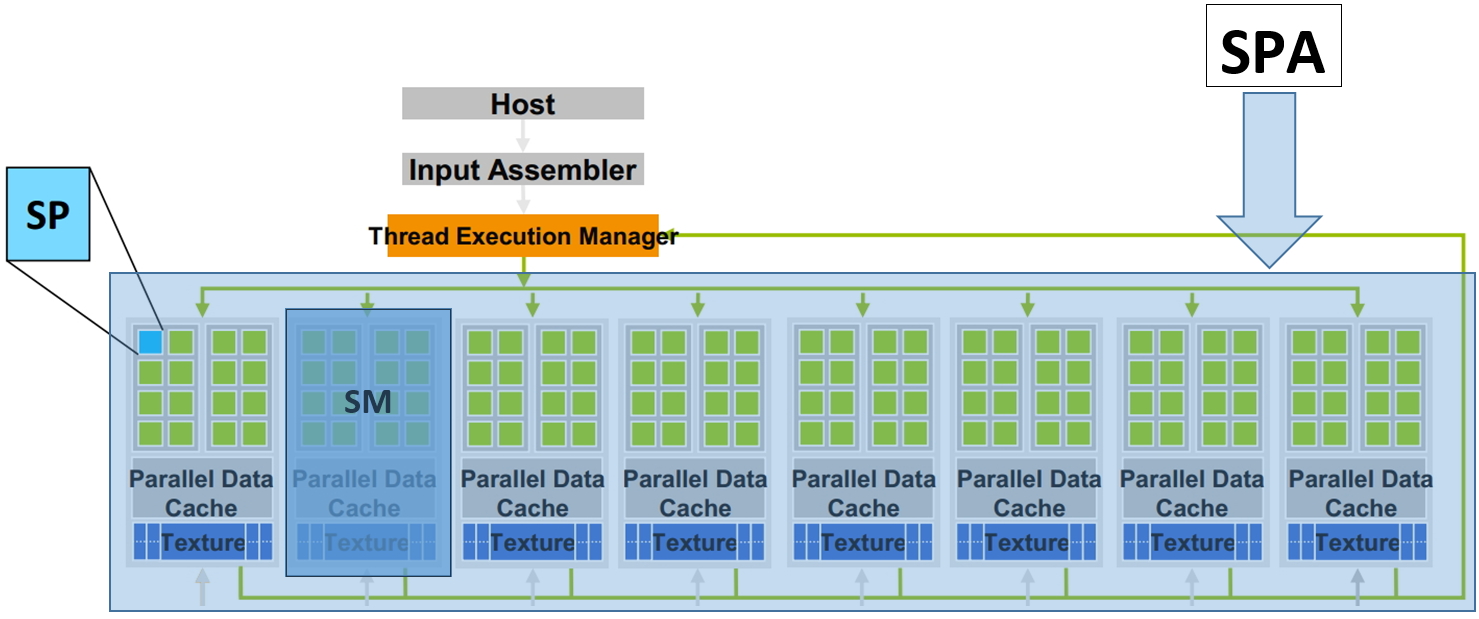 SPA
Host
Input Assembler
SP
Thread Execution Manager
SM
Parallel Data
Cache
Texture
Parallel Data
Cache
Texture
Parallel Data
Cache
Texture
Parallel Data
Cache
Texture
Parallel Data
Cache
Texture
Parallel Data
Cache
Texture
Parallel Data
Cache
Texture
Parallel Data
Cache
Texture